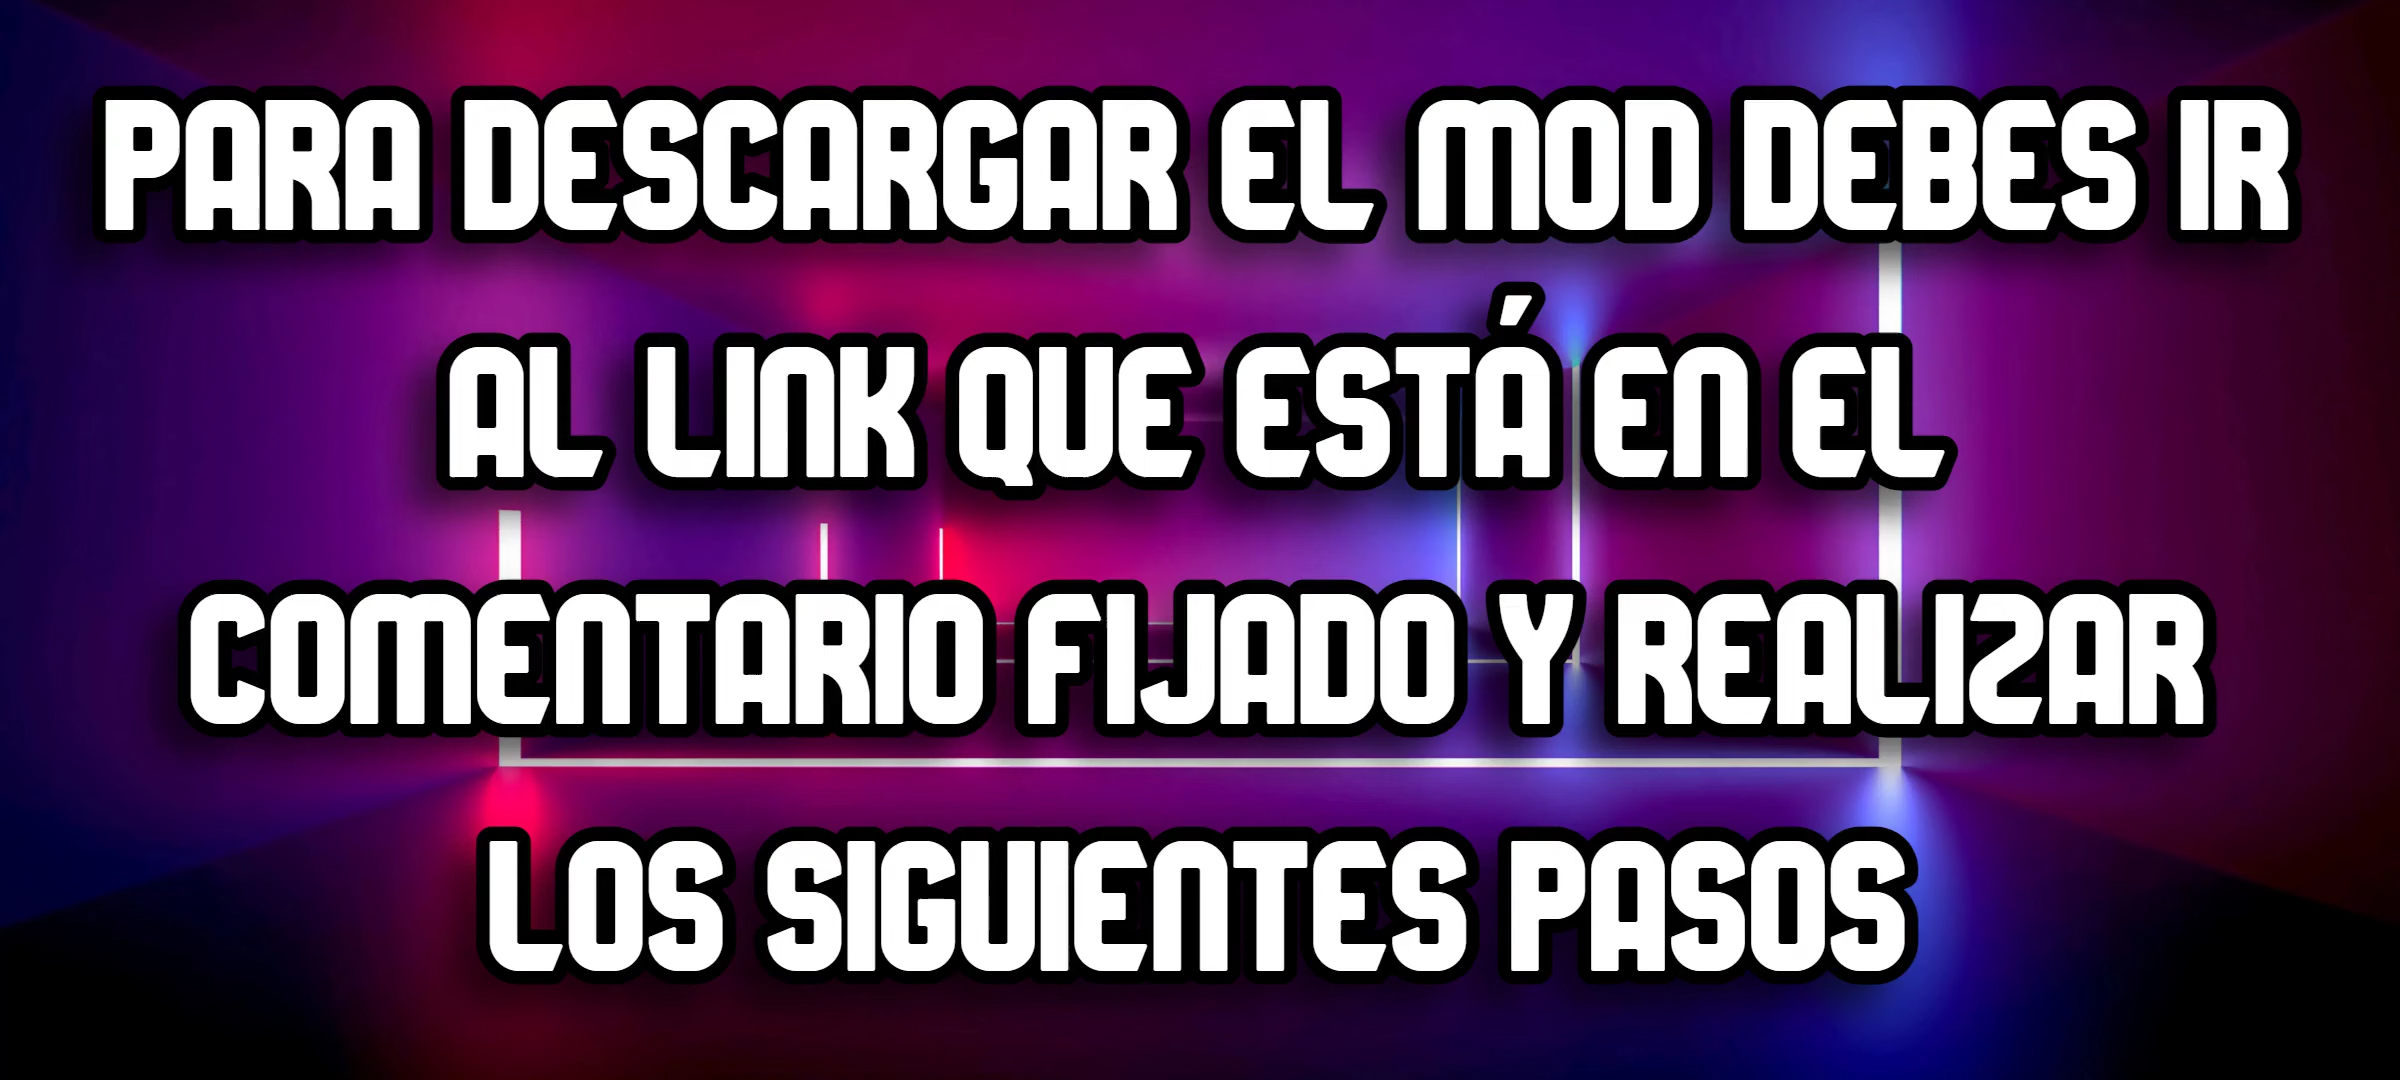 PARA DESCARGAR EL MOD DEBES IR
AL LINK QUE ESTÁ EN EL
COMENTARIO FIJADO Y REALIZAR
LOS SIGUIENTES PASOS